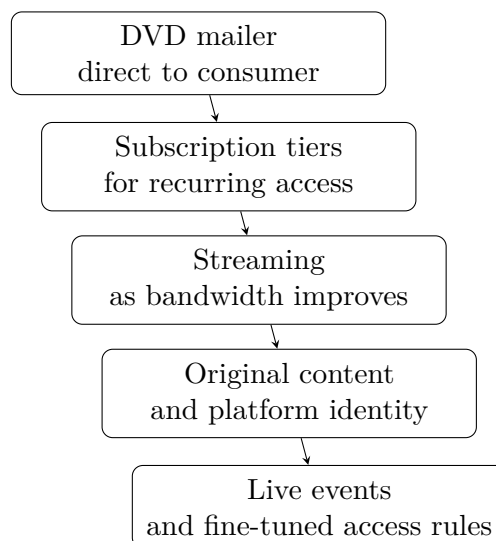 DVD mailer
direct to consumer
Subscription tiers
for recurring access
Streaming
as bandwidth improves
Original content
and platform identity
Live events
and fine-tuned access rules